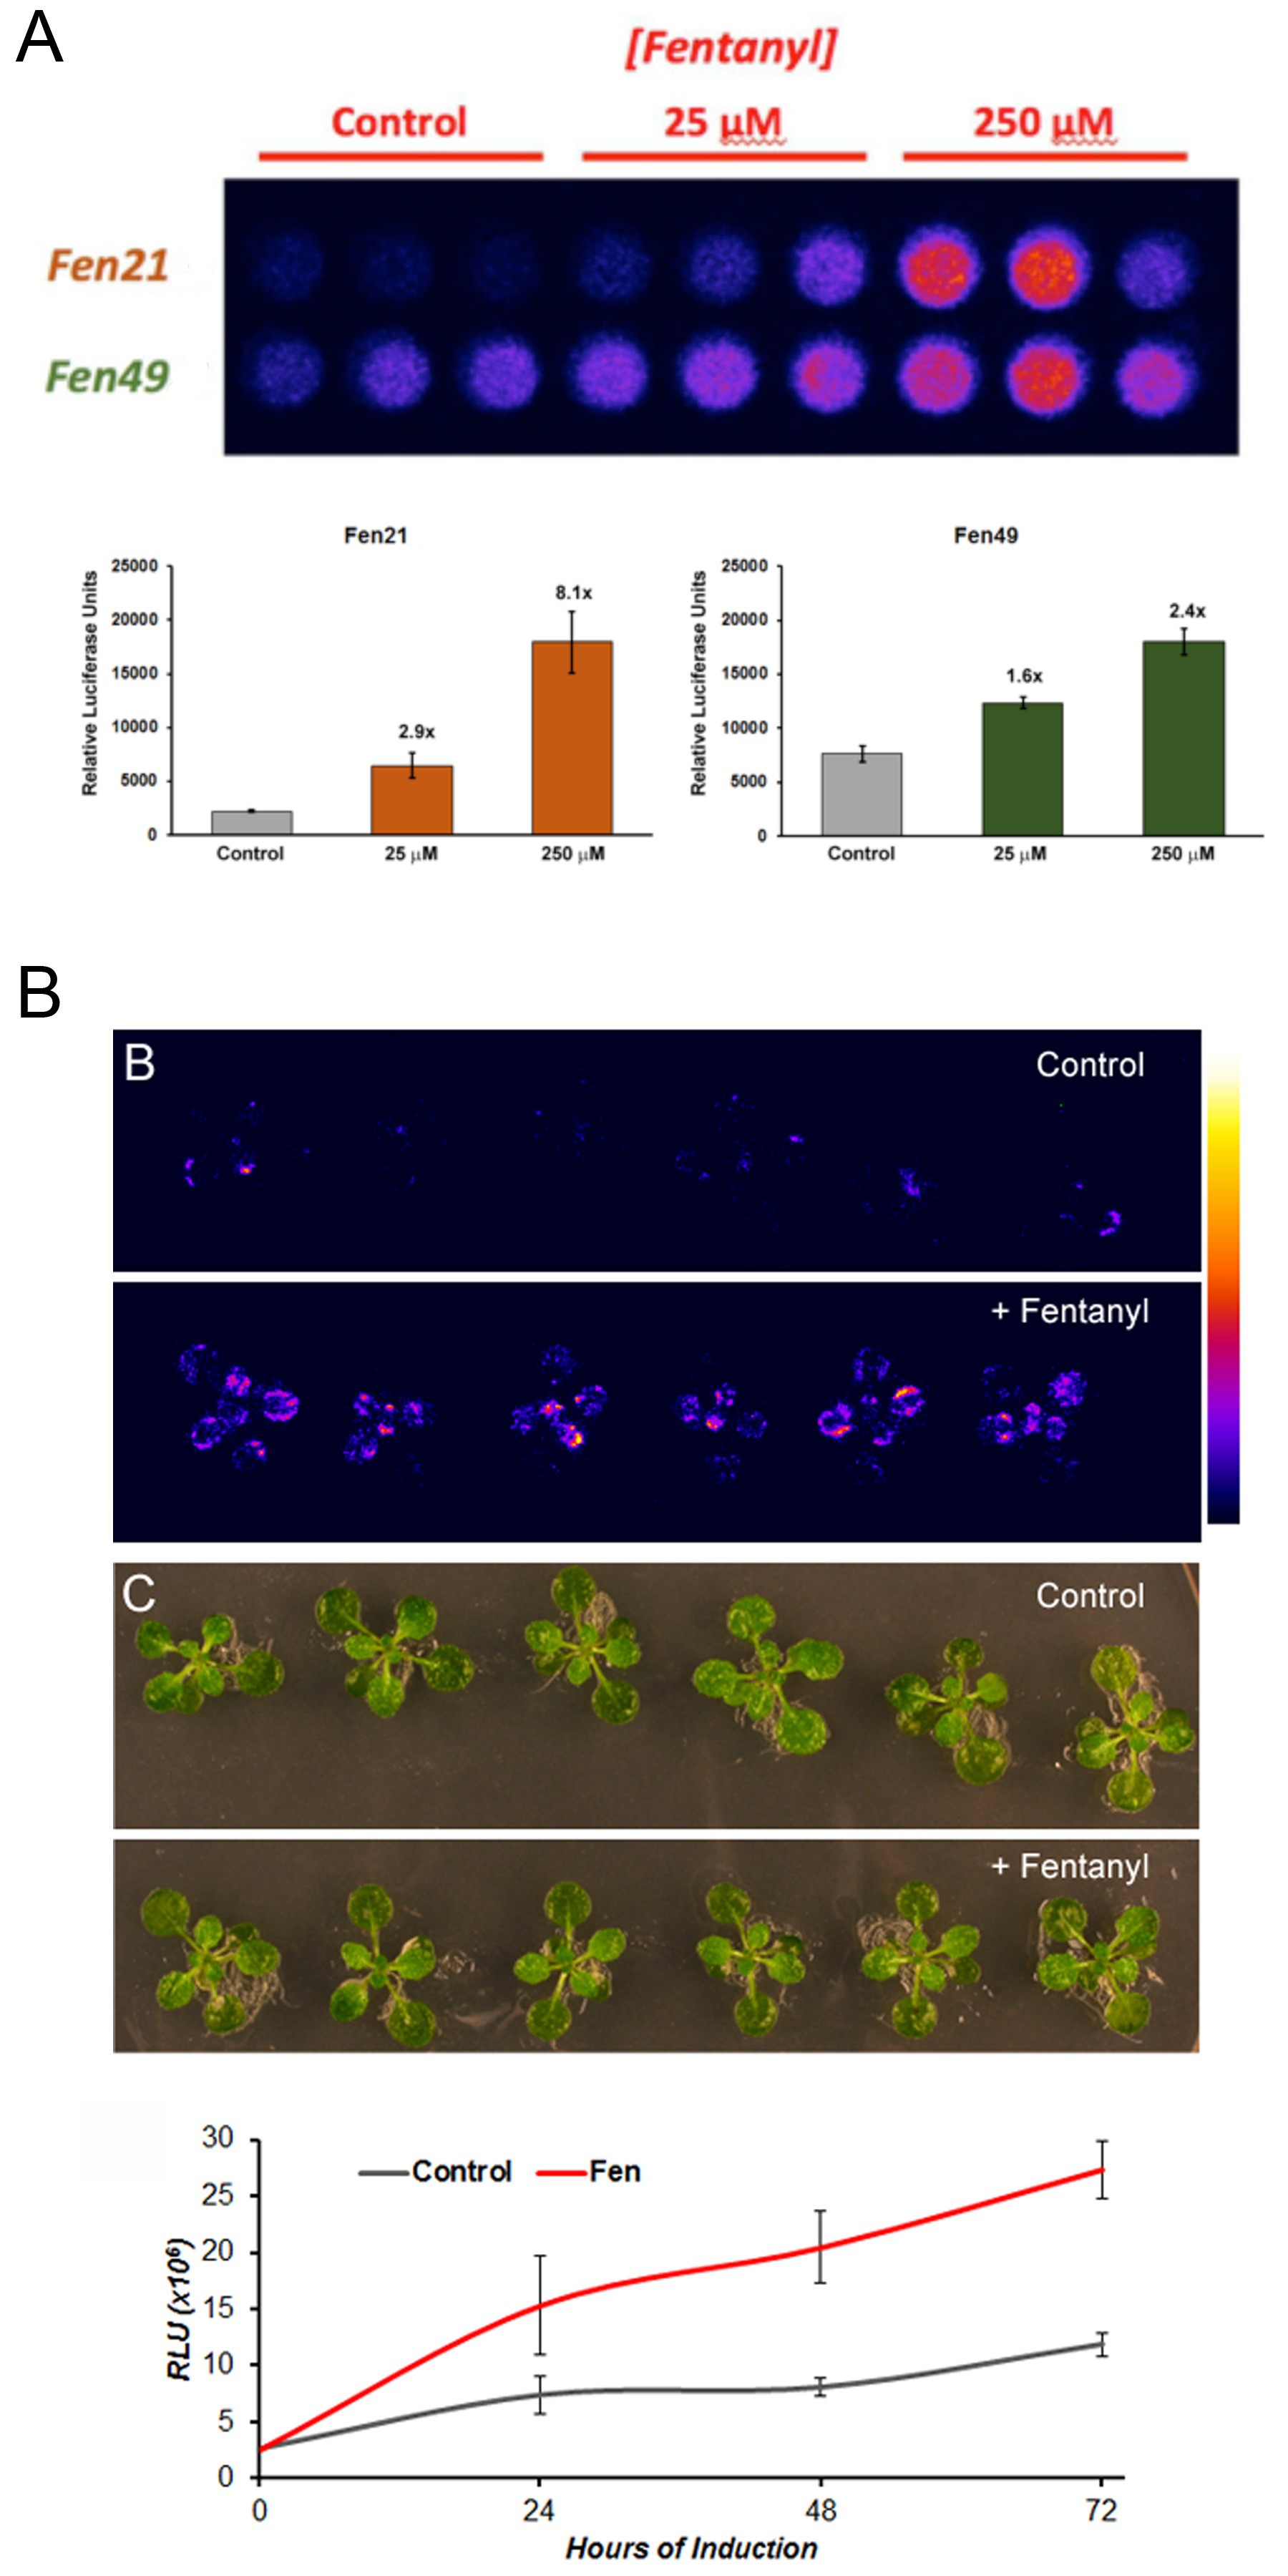 A
[Fentanyl]
Control 25 µM 250 µM
Fen21
Fen49
Fen21
Relative Luciferase Units
25000
20000
15000
10000
5000
0
2.9x
8.1x
Control 25 µM 250 µM
Fen49
Relative Luciferase Units
25000
20000
15000
10000
5000
0
1.6x
2.4x
Control 25 µM 250 µM
B
B Control
+ Fentanyl
C Control
+ Fentanyl
Control Fen
RLU (x10⁶)
30
25
20
15
10
5
0
0 24 48 72
Hours of Induction